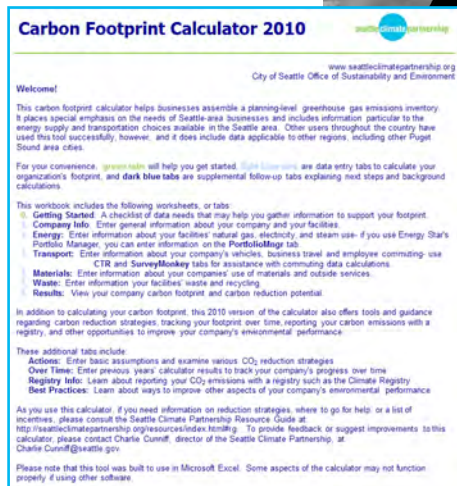 Carbon Footprint Calculator 2010
seattle climate partnership
www.seattleclimatepartnership.org
City of Seattle Office of Sustainability and Environment
Welcome!
This carbon footprint calculator helps businesses assemble a planning-level greenhouse gas emissions inventory.
It places special emphasis on the needs of Seattle-area businesses and includes information particular to the
energy supply and transportation choices available in the Seattle area. Other users throughout the country have
used this tool successfully, however, and it does include data applicable to other regions, including other Puget
Sound area cities.
For your convenience, green tabs will help you get started, light blue tabs are data entry tabs to calculate your
organization's footprint, and dark blue tabs are supplemental follow-up tabs explaining next steps and background
calculations.
This workbook includes the following worksheets, or tabs:
0. Getting Started: A checklist of data needs that may help you gather information to support your footprint.
Company Info: Enter general information about your company and your facilities.
Energy: Enter information about your facilities' natural gas, electricity, and steam use- if you use Energy Star's
Portfolio Manager, you can enter information on the PortfolioMngr tab.
Transport: Enter information about your company's vehicles, business travel and employee commuting- use
CTR and SurveyMonkey tabs for assistance with commuting data calculations.
Materials: Enter information about your companies' use of materials and outside services.
Waste: Enter information your facilities' waste and recycling.
Results: View your company carbon footprint and carbon reduction potential.
In addition to calculating your carbon footprint, this 2010 version of the calculator also offers tools and guidance
regarding carbon reduction strategies, tracking your footprint over time, reporting your carbon emissions with a
registry, and other opportunities to improve your company's environmental performance.
These additional tabs include:
Actions: Enter basic assumptions and examine various CO₂ reduction strategies
Over Time: Enter previous years' calculator results to track your company's progress over time
Registry Info: Learn about reporting your CO₂ emissions with a registry such as the Climate Registry
Best Practices: Learn about ways to improve other aspects of your company's environmental performance
As you use this calculator, if you need information on reduction strategies, where to go for help, or a list of
incentives, please consult the Seattle Climate Partnership Resource Guide at
http://seattleclimatepartnership.org/resources/index.html#rg. To provide feedback or suggest improvements to this
calculator, please contact Charlie Cunniff, director of the Seattle Climate Partnership, at
Charlie.Cunniff@seattle.gov.
Please note that this tool was built to use in Microsoft Excel. Some aspects of the calculator may not function
properly if using other software.